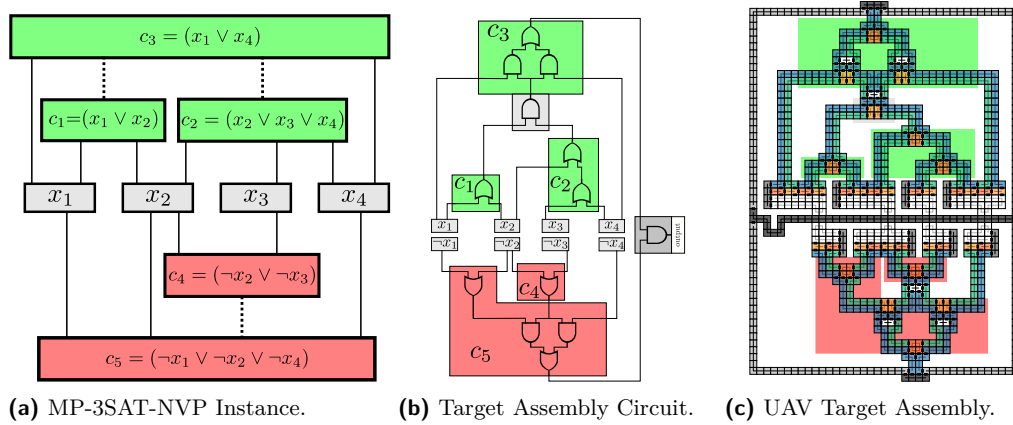 c₃ = (x₁ ∨ x₄)
c₁=(x₁ ∨ x₂)
c₂ = (x₂ ∨ x₃ ∨ x₄)
x₁ x₂ x₃ x₄
c₄ = (¬x₂ ∨ ¬x₃)
c₅ = (¬x₁ ∨ ¬x₂ ∨ ¬x₄)
(a) MP-3SAT-NVP Instance.
c₃
c₁
c₂
x₁ x₂ x₃ x₄
¬x₁ ¬x₂ ¬x₃ ¬x₄
output
c₄
c₅
(b) Target Assembly Circuit.
(c) UAV Target Assembly.